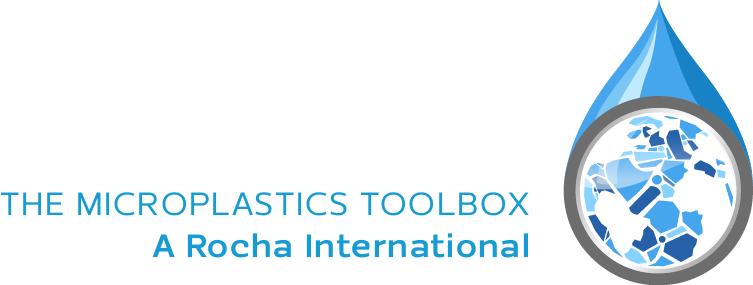 THE MICROPLASTICS TOOLBOX
A Rocha International